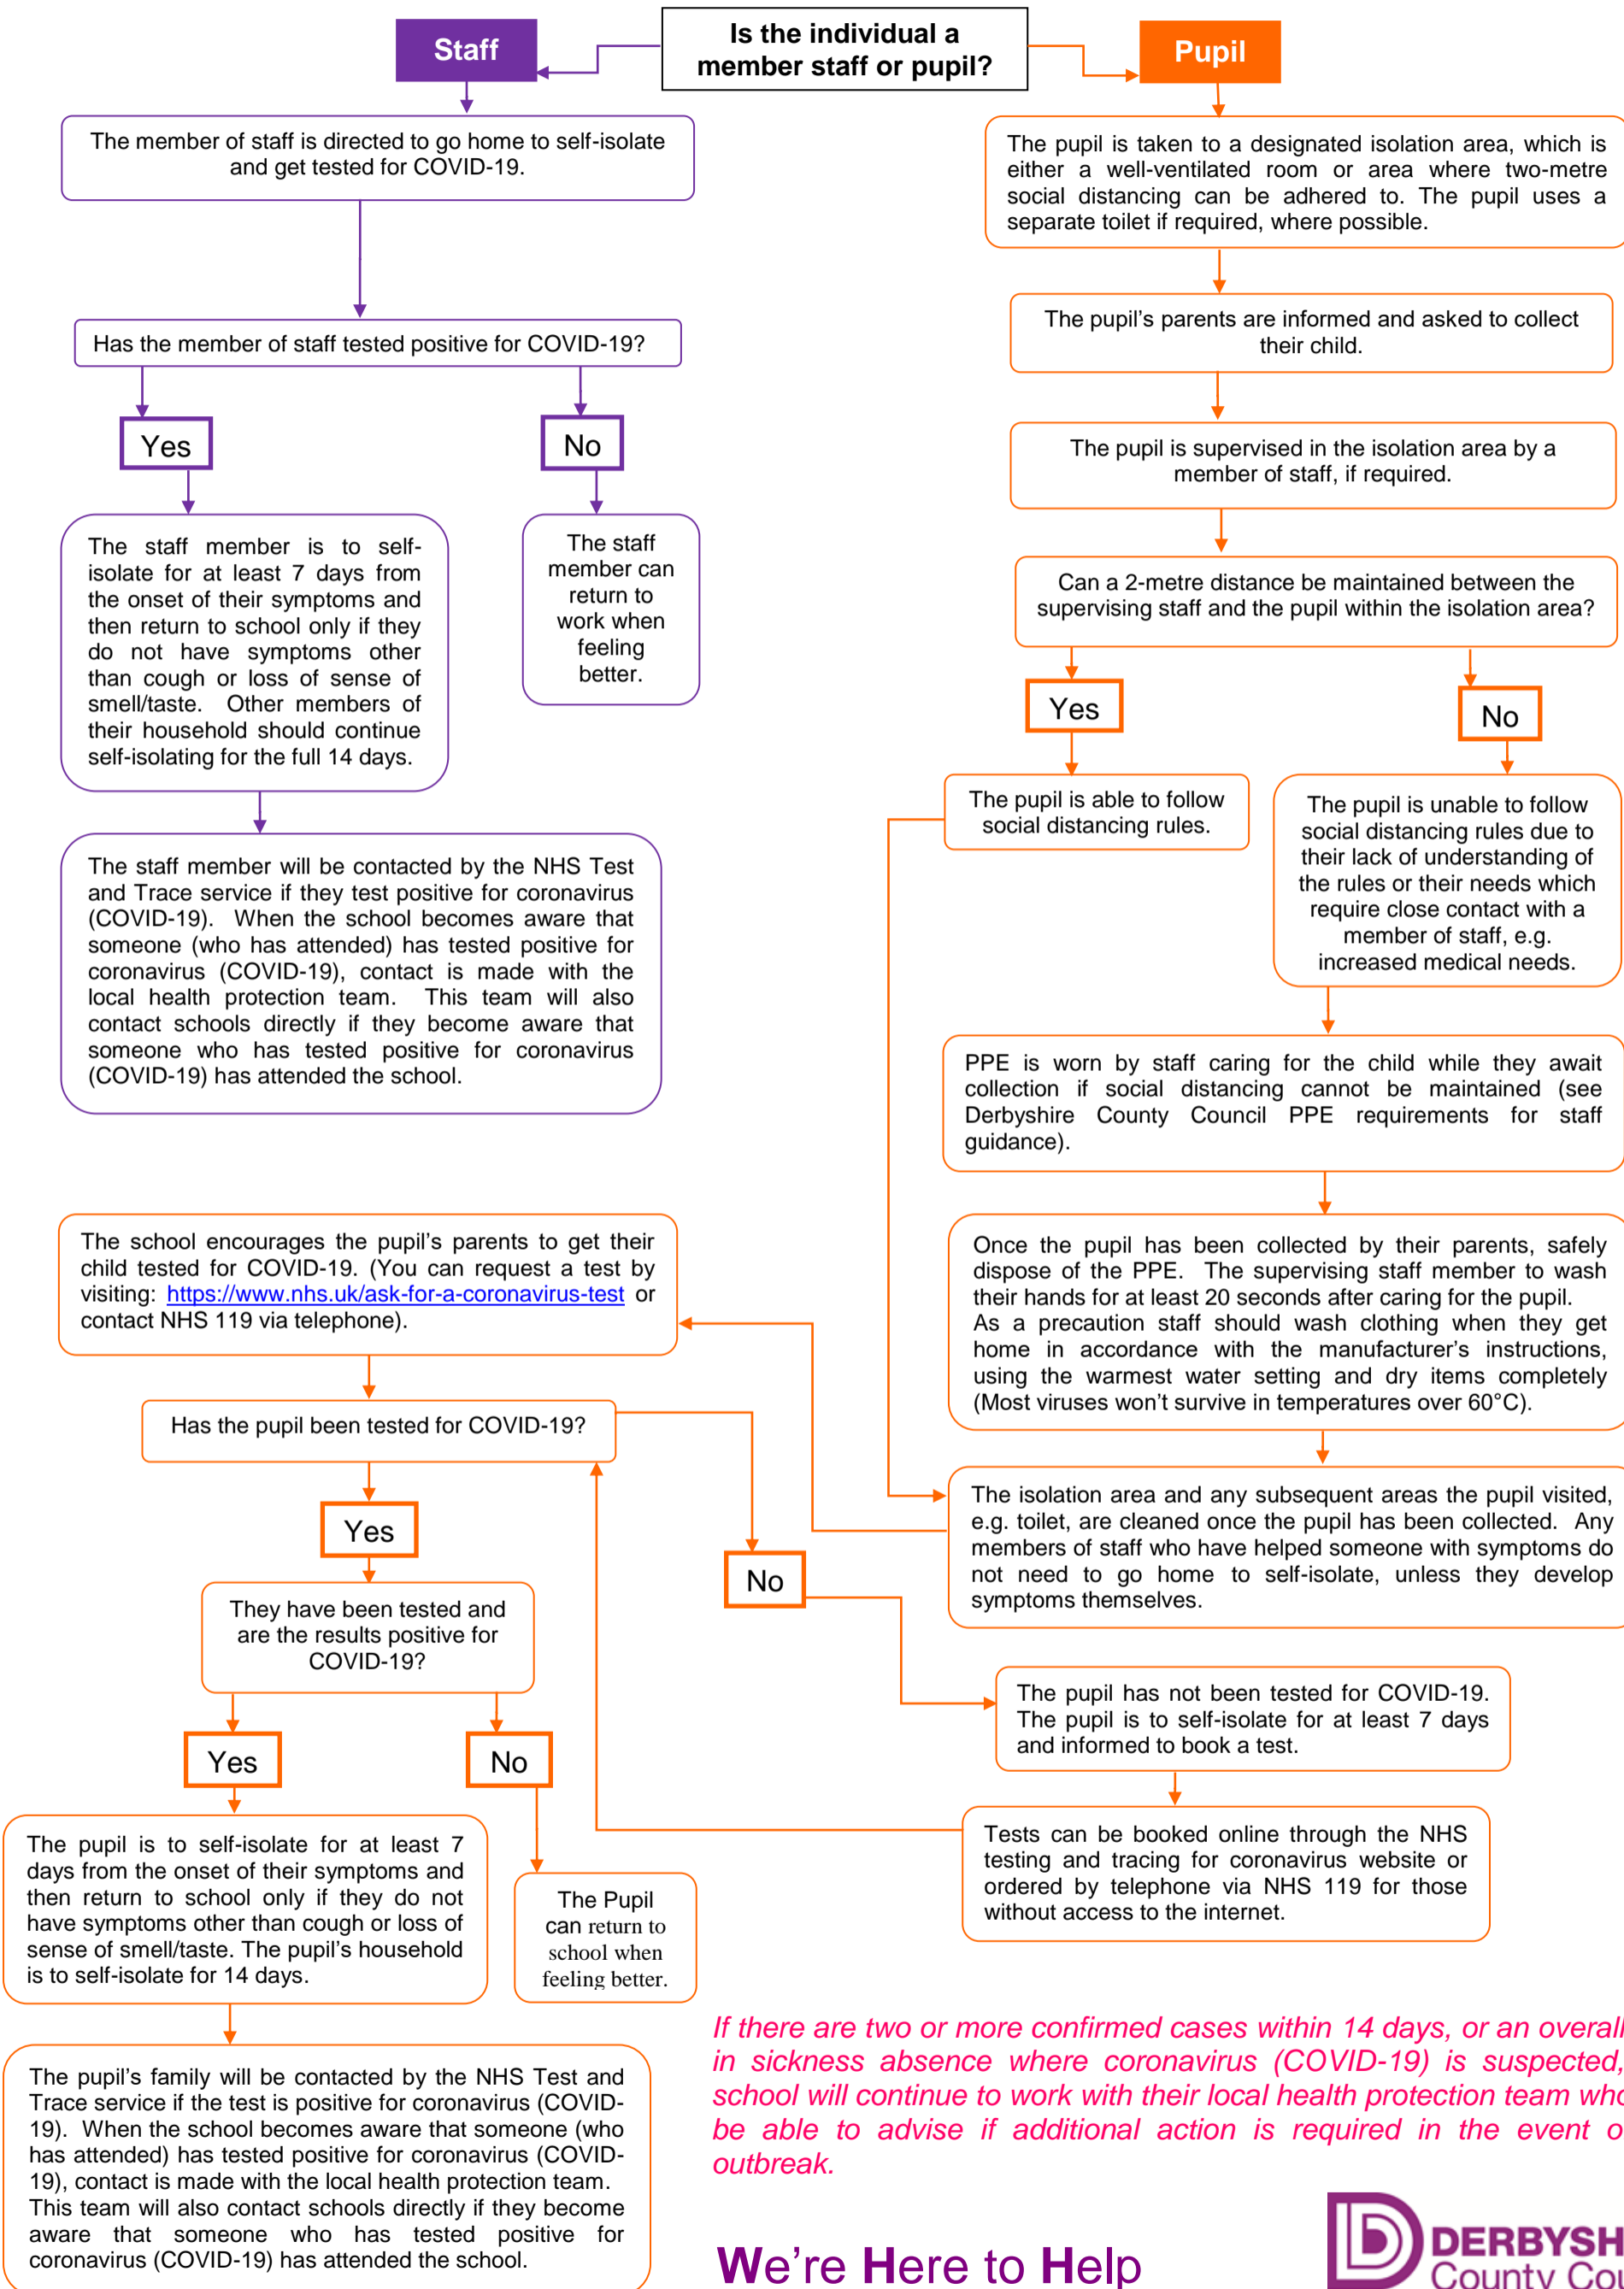 Is the individual a
member staff or pupil?
Staff
The member of staff is directed to go home to self-isolate
and get tested for COVID-19.
Has the member of staff tested positive for COVID-19?
Yes
No
The staff member is to self-
isolate for at least 7 days from
the onset of their symptoms and
then return to school only if they
do not have symptoms other
than cough or loss of sense of
smell/taste. Other members of
their household should continue
self-isolating for the full 14 days.
The staff
member can
return to
work when
feeling
better.
The staff member will be contacted by the NHS Test
and Trace service if they test positive for coronavirus
(COVID-19). When the school becomes aware that
someone (who has attended) has tested positive for
coronavirus (COVID-19), contact is made with the
local health protection team. This team will also
contact schools directly if they become aware that
someone who has tested positive for coronavirus
(COVID-19) has attended the school.
Pupil
The pupil is taken to a designated isolation area, which is
either a well-ventilated room or area where two-metre
social distancing can be adhered to. The pupil uses a
separate toilet if required, where possible.
The pupil's parents are informed and asked to collect
their child.
The pupil is supervised in the isolation area by a
member of staff, if required.
Can a 2-metre distance be maintained between the
supervising staff and the pupil within the isolation area?
Yes
No
The pupil is able to follow
social distancing rules.
The pupil is unable to follow
social distancing rules due to
their lack of understanding of
the rules or their needs which
require close contact with a
member of staff, e.g.
increased medical needs.
PPE is worn by staff caring for the child while they await
collection if social distancing cannot be maintained (see
Derbyshire County Council PPE requirements for staff
guidance).
Once the pupil has been collected by their parents, safely
dispose of the PPE. The supervising staff member to wash
their hands for at least 20 seconds after caring for the pupil.
As a precaution staff should wash clothing when they get
home in accordance with the manufacturer's instructions,
using the warmest water setting and dry items completely
(Most viruses won't survive in temperatures over 60°C).
The isolation area and any subsequent areas the pupil visited,
e.g. toilet, are cleaned once the pupil has been collected. Any
members of staff who have helped someone with symptoms do
not need to go home to self-isolate, unless they develop
symptoms themselves.
The school encourages the pupil's parents to get their
child tested for COVID-19. (You can request a test by
visiting: https://www.nhs.uk/ask-for-a-coronavirus-test or
contact NHS 119 via telephone).
Has the pupil been tested for COVID-19?
Yes
No
They have been tested and
are the results positive for
COVID-19?
The pupil has not been tested for COVID-19.
The pupil is to self-isolate for at least 7 days
and informed to book a test.
Tests can be booked online through the NHS
testing and tracing for coronavirus website or
ordered by telephone via NHS 119 for those
without access to the internet.
Yes
No
The pupil is to self-isolate for at least 7
days from the onset of their symptoms and
then return to school only if they do not
have symptoms other than cough or loss of
sense of smell/taste. The pupil's household
is to self-isolate for 14 days.
The Pupil
can return to
school when
feeling better.
The pupil's family will be contacted by the NHS Test and
Trace service if the test is positive for coronavirus (COVID-
19). When the school becomes aware that someone (who
has attended) has tested positive for coronavirus (COVID-
19), contact is made with the local health protection team.
This team will also contact schools directly if they become
aware that someone who has tested positive for
coronavirus (COVID-19) has attended the school.
If there are two or more confirmed cases within 14 days, or an overall
in sickness absence where coronavirus (COVID-19) is suspected,
school will continue to work with their local health protection team
be able to advise if additional action is required in the event
outbreak.
We're Here to Help
County